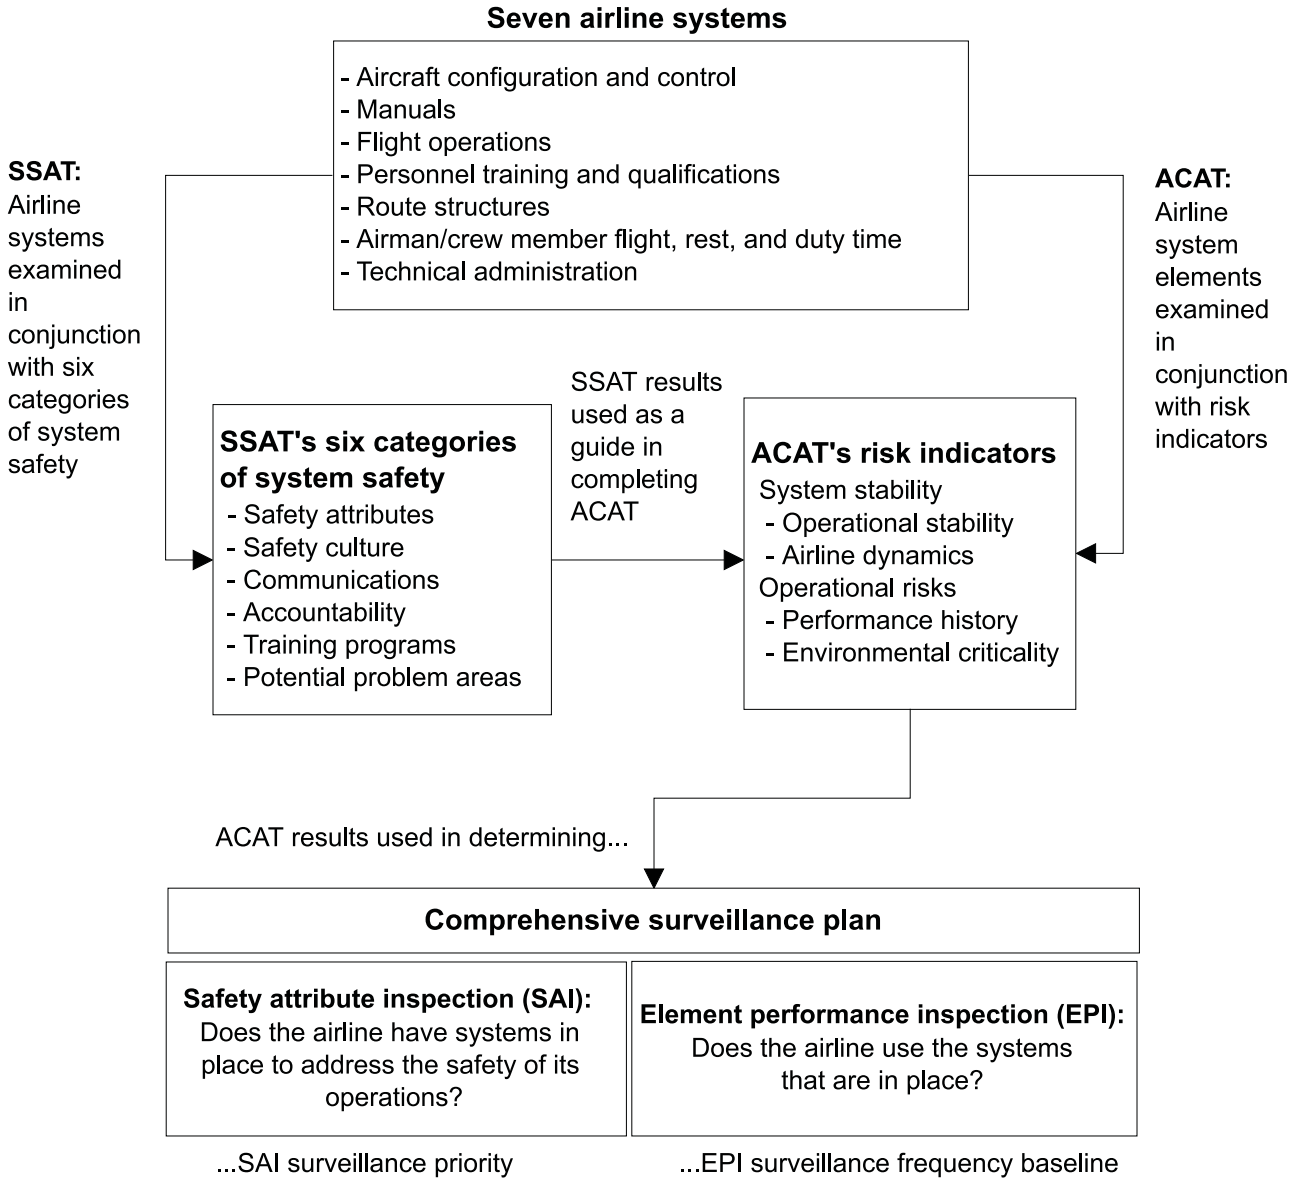 Seven airline systems
- Aircraft configuration and control
- Manuals
- Flight operations
- Personnel training and qualifications
- Route structures
- Airman/crew member flight, rest, and duty time
- Technical administration
SSAT:
Airline
systems
examined
in
conjunction
with six
categories
of system
safety
ACAT:
Airline
system
elements
examined
in
conjunction
with risk
indicators
SSAT's six categories
of system safety
- Safety attributes
- Safety culture
- Communications
- Accountability
- Training programs
- Potential problem areas
SSAT results
used as a
guide in
completing
ACAT
ACAT's risk indicators
System stability
- Operational stability
- Airline dynamics
Operational risks
- Performance history
- Environmental criticality
ACAT results used in determining...
Comprehensive surveillance plan
Safety attribute inspection (SAI):
Does the airline have systems in
place to address the safety of its
operations?
Element performance inspection (EPI):
Does the airline use the systems
that are in place?
...SAI surveillance priority
...EPI surveillance frequency baseline